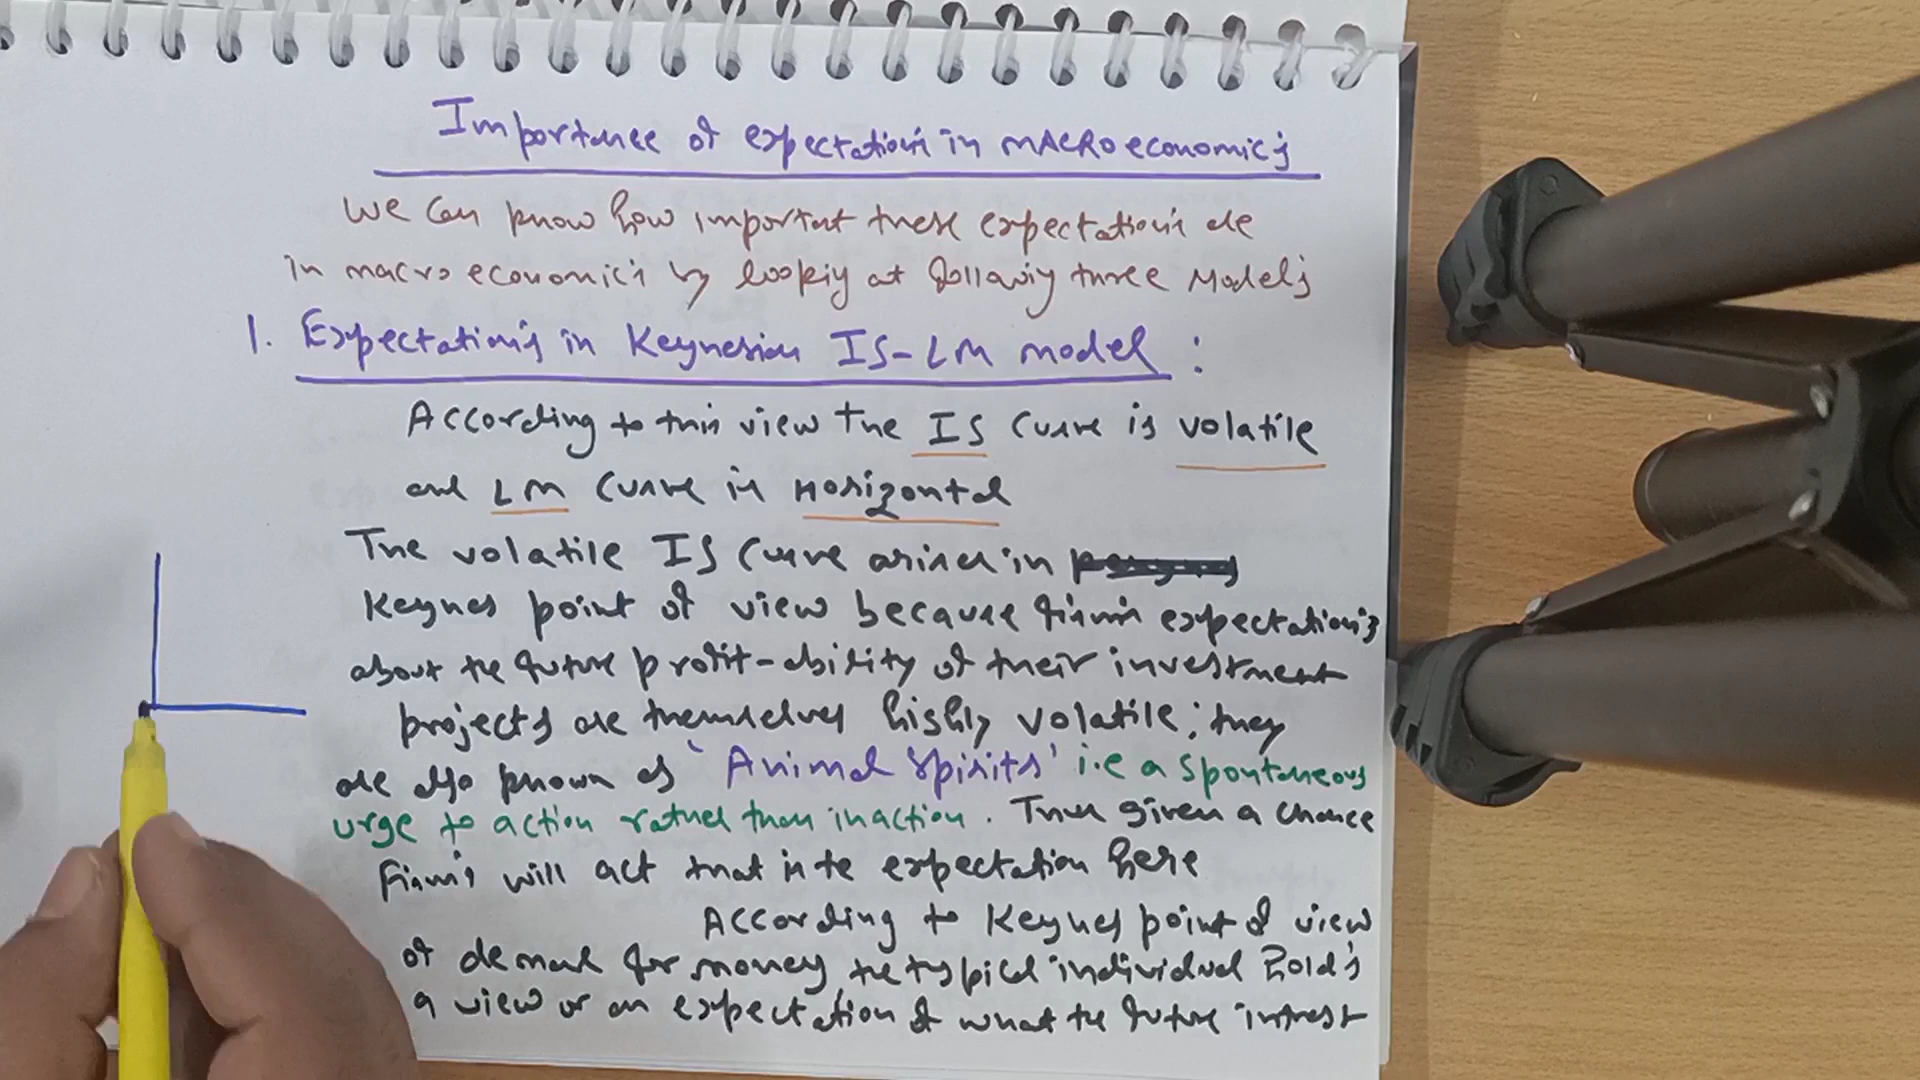 Importance of expectations in MACROeconomics
We can know how important these expectations are
in macroeconomics by looking at following three Models
1. Expectations in Keynesian IS-LM model :
According to this view The IS curve is volatile
and LM curve is Horizontal
The volatile IS curve arises in
Keynes point of view because firms expectations
about the future profit-ability of their investment
projects are themselves highly volatile; they
are also known as 'Animal spirits' i.e a spontaneous
urge to action rather than inaction. Thus given a chance
Firms will act that is te expectation here
According to Keynes point of view
of demand for money, the typical individual holds
a view or an expectation of what the future interest